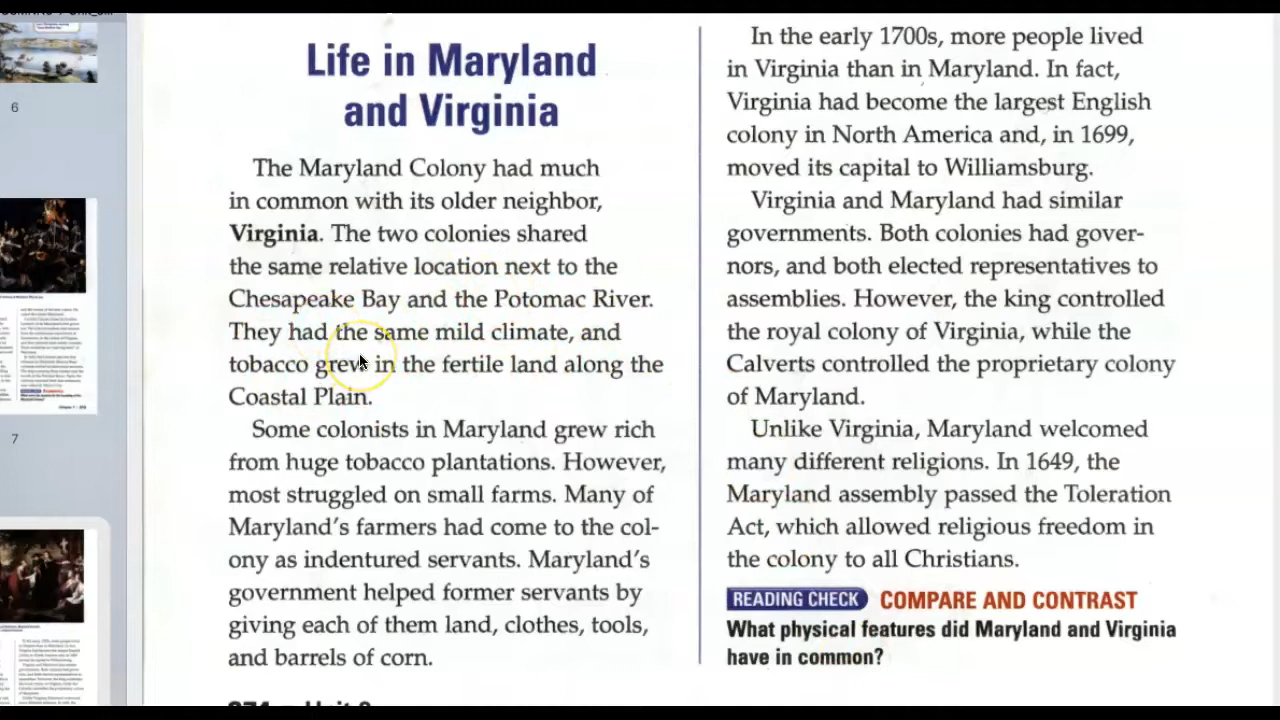 6
7
Life in Maryland
and Virginia
The Maryland Colony had much
in common with its older neighbor,
Virginia. The two colonies shared
the same relative location next to the
Chesapeake Bay and the Potomac River.
They had the same mild climate, and
tobacco grew in the fertile land along the
Coastal Plain.
Some colonists in Maryland grew rich
from huge tobacco plantations. However,
most struggled on small farms. Many of
Maryland's farmers had come to the col-
ony as indentured servants. Maryland's
government helped former servants by
giving each of them land, clothes, tools,
and barrels of corn.
In the early 1700s, more people lived
in Virginia than in Maryland. In fact,
Virginia had become the largest English
colony in North America and, in 1699,
moved its capital to Williamsburg.
Virginia and Maryland had similar
governments. Both colonies had gover-
nors, and both elected representatives to
assemblies. However, the king controlled
the royal colony of Virginia, while the
Calverts controlled the proprietary colony
of Maryland.
Unlike Virginia, Maryland welcomed
many different religions. In 1649, the
Maryland assembly passed the Toleration
Act, which allowed religious freedom in
the colony to all Christians.
READING CHECK COMPARE AND CONTRAST
What physical features did Maryland and Virginia
have in common?